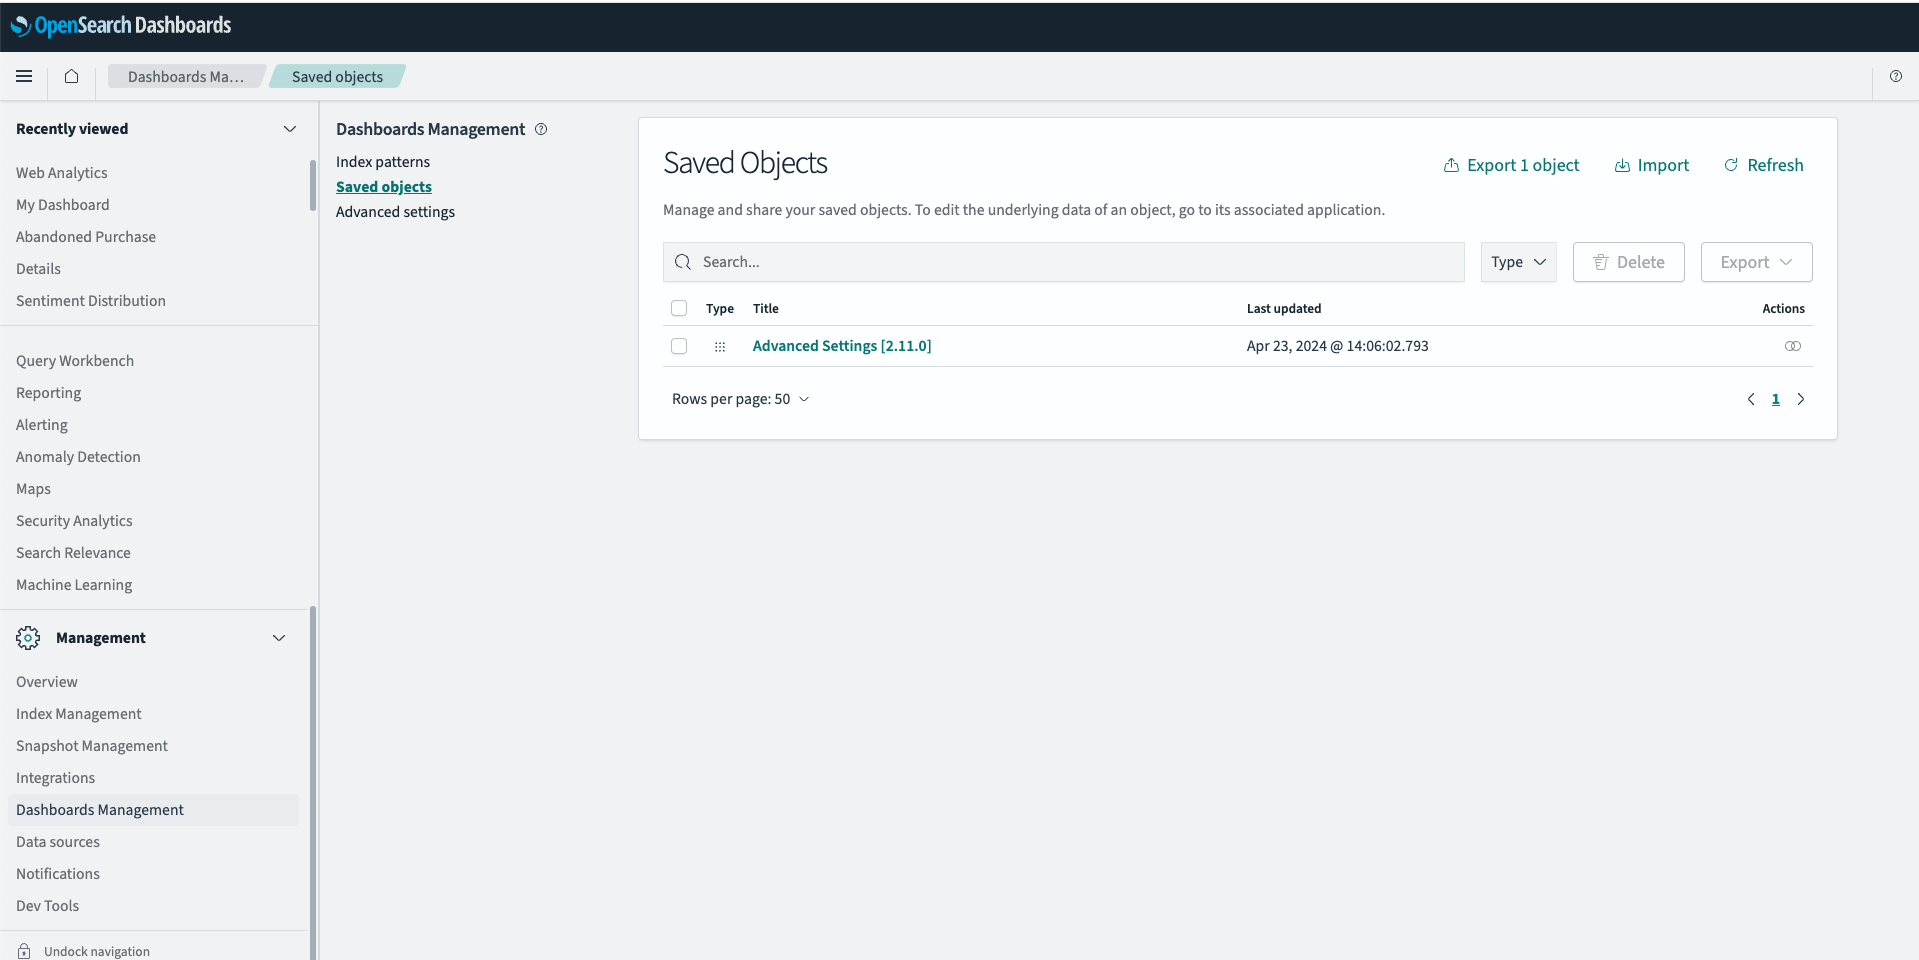 OpenSearch Dashboards
Dashboards Ma...
Saved objects
Recently viewed
Web Analytics
My Dashboard
Abandoned Purchase
Details
Sentiment Distribution
Query Workbench
Reporting
Alerting
Anomaly Detection
Maps
Security Analytics
Search Relevance
Machine Learning
Management
Overview
Index Management
Snapshot Management
Integrations
Dashboards Management
Data sources
Notifications
Dev Tools
Undock navigation
Dashboards Management
Index patterns
Saved objects
Advanced settings
Saved Objects
Export 1 object
Import
Refresh
Manage and share your saved objects. To edit the underlying data of an object, go to its associated application.
Search...
Type
Delete
Export
Type Title Last updated Actions
Advanced Settings [2.11.0] Apr 23, 2024 @ 14:06:02.793
Rows per page: 50
1